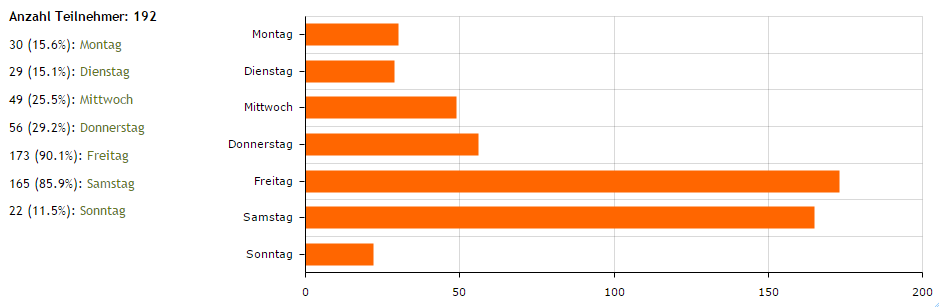 Anzahl Teilnehmer: 192
30 (15.6%): Montag
29 (15.1%): Dienstag
49 (25.5%): Mittwoch
56 (29.2%): Donnerstag
173 (90.1%): Freitag
165 (85.9%): Samstag
22 (11.5%): Sonntag
Montag
Dienstag
Mittwoch
Donnerstag
Freitag
Samstag
Sonntag
0 50 100 150 200